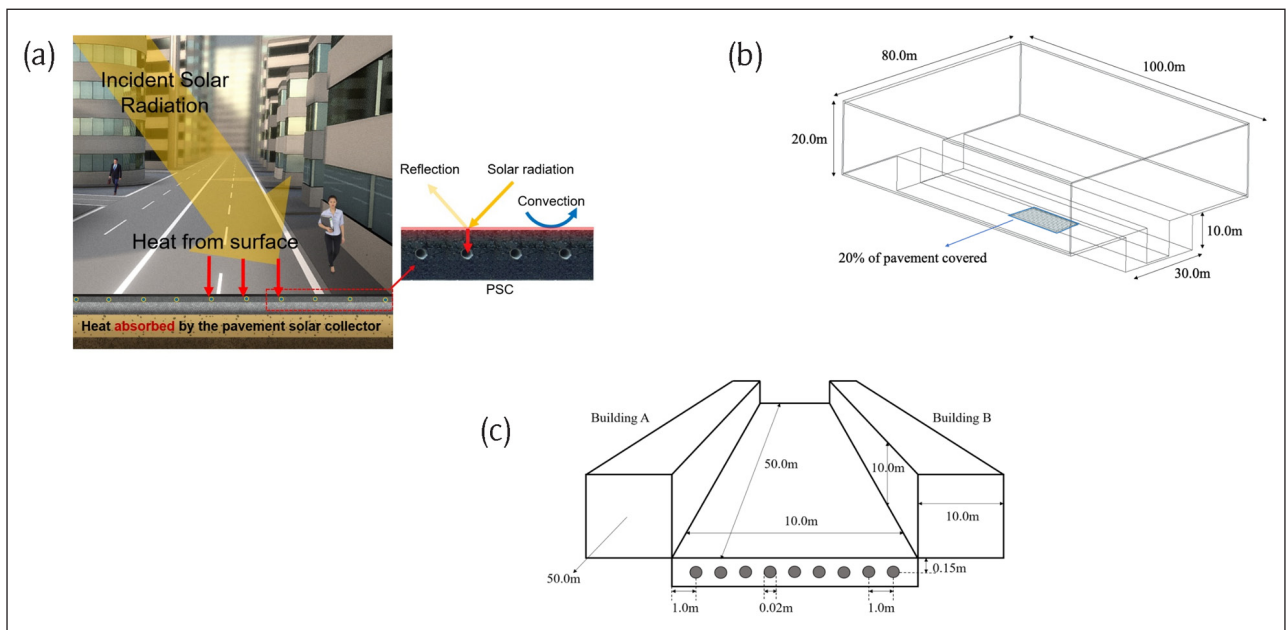 (a)
Incident Solar
Radiation
Heat from surface
Heat absorbed by the pavement solar collector
Reflection
Solar radiation
Convection
PSC
(b)
80.0m
100.0m
20.0m
10.0m
30.0m
20% of pavement covered
(c)
Building A
Building B
50.0m
10.0m
10.0m
10.0m
50.0m
0.15m
1.0m
0.02m
1.0m